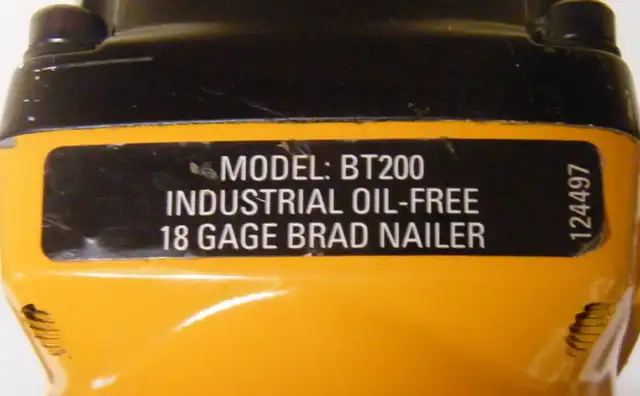 MODEL: BT200
INDUSTRIAL OIL-FREE
18 GAGE BRAD NAILER
124497